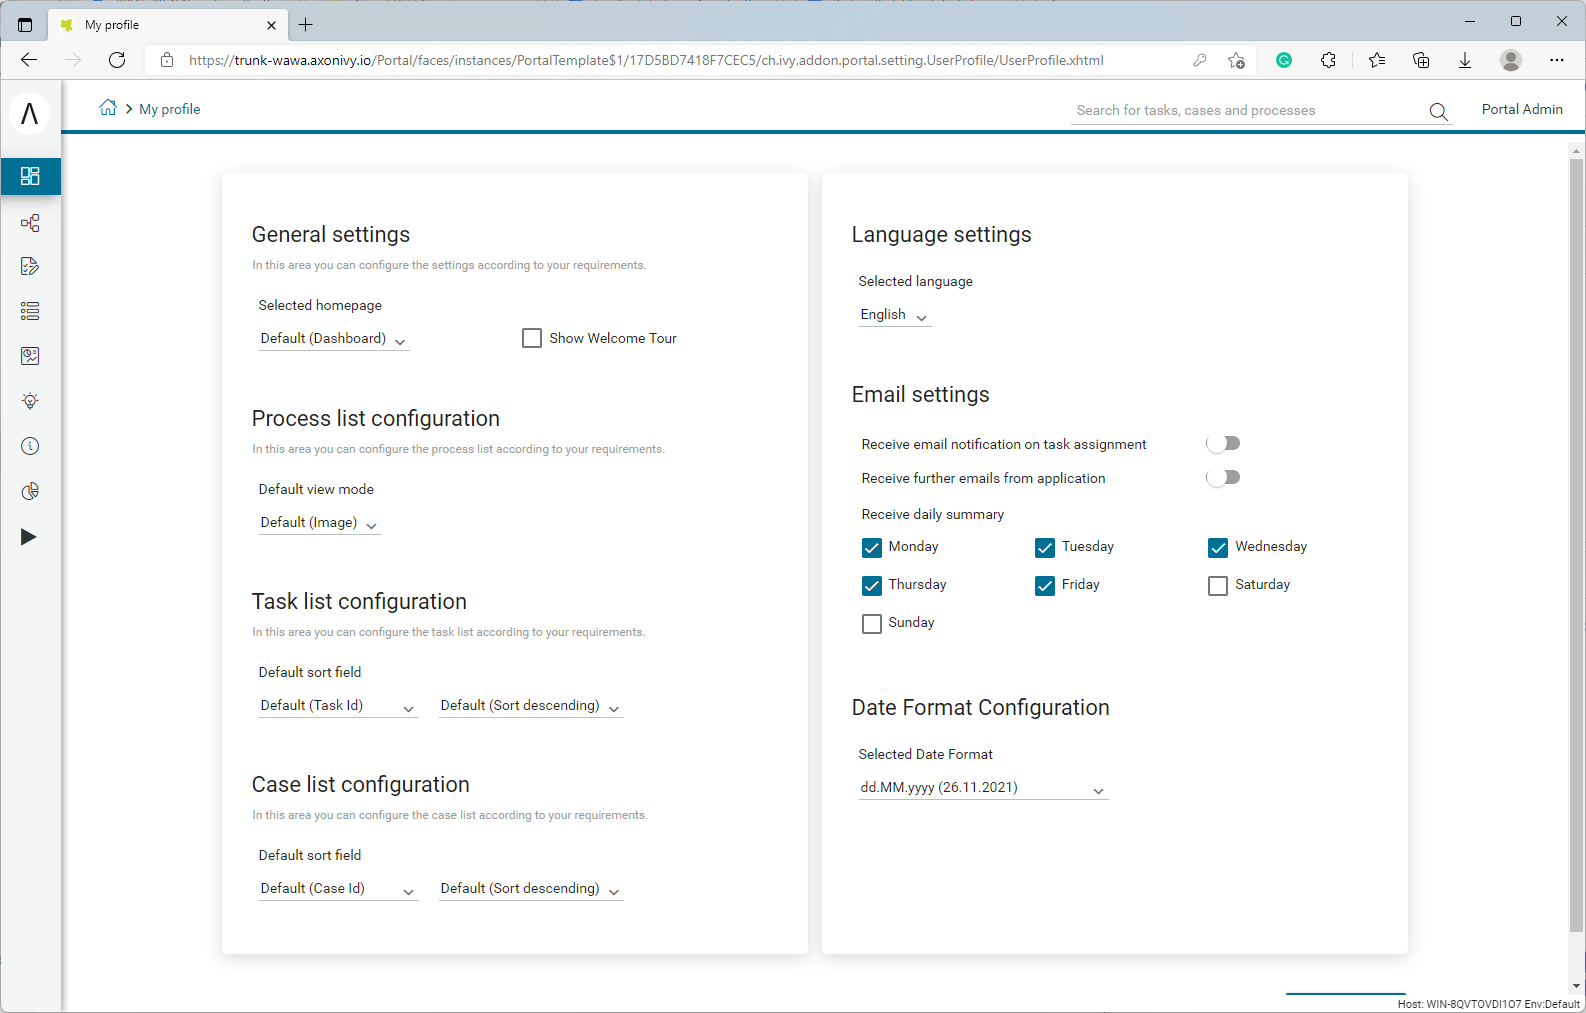 My profile
https://trunk-wawa.axonivy.io/Portal/faces/instances/PortalTemplate$1/17D5BD7418F7CEC5/ch.ivy.addon.portal.setting.UserProfile/UserProfile.xhtml
My profile
Search for tasks, cases and processes
Portal Admin
General settings
In this area you can configure the settings according to your requirements.
Selected homepage
Default (Dashboard)
Show Welcome Tour
Process list configuration
In this area you can configure the process list according to your requirements.
Default view mode
Default (Image)
Task list configuration
In this area you can configure the task list according to your requirements.
Default sort field
Default (Task Id)
Default (Sort descending)
Case list configuration
In this area you can configure the case list according to your requirements.
Default sort field
Default (Case Id)
Default (Sort descending)
Language settings
Selected language
English
Email settings
Receive email notification on task assignment
Receive further emails from application
Receive daily summary
Monday
Tuesday
Wednesday
Thursday
Friday
Saturday
Sunday
Date Format Configuration
Selected Date Format
dd.MM.yyyy (26.11.2021)
Host: WIN-8QVTOVDI1O7 Env:Default